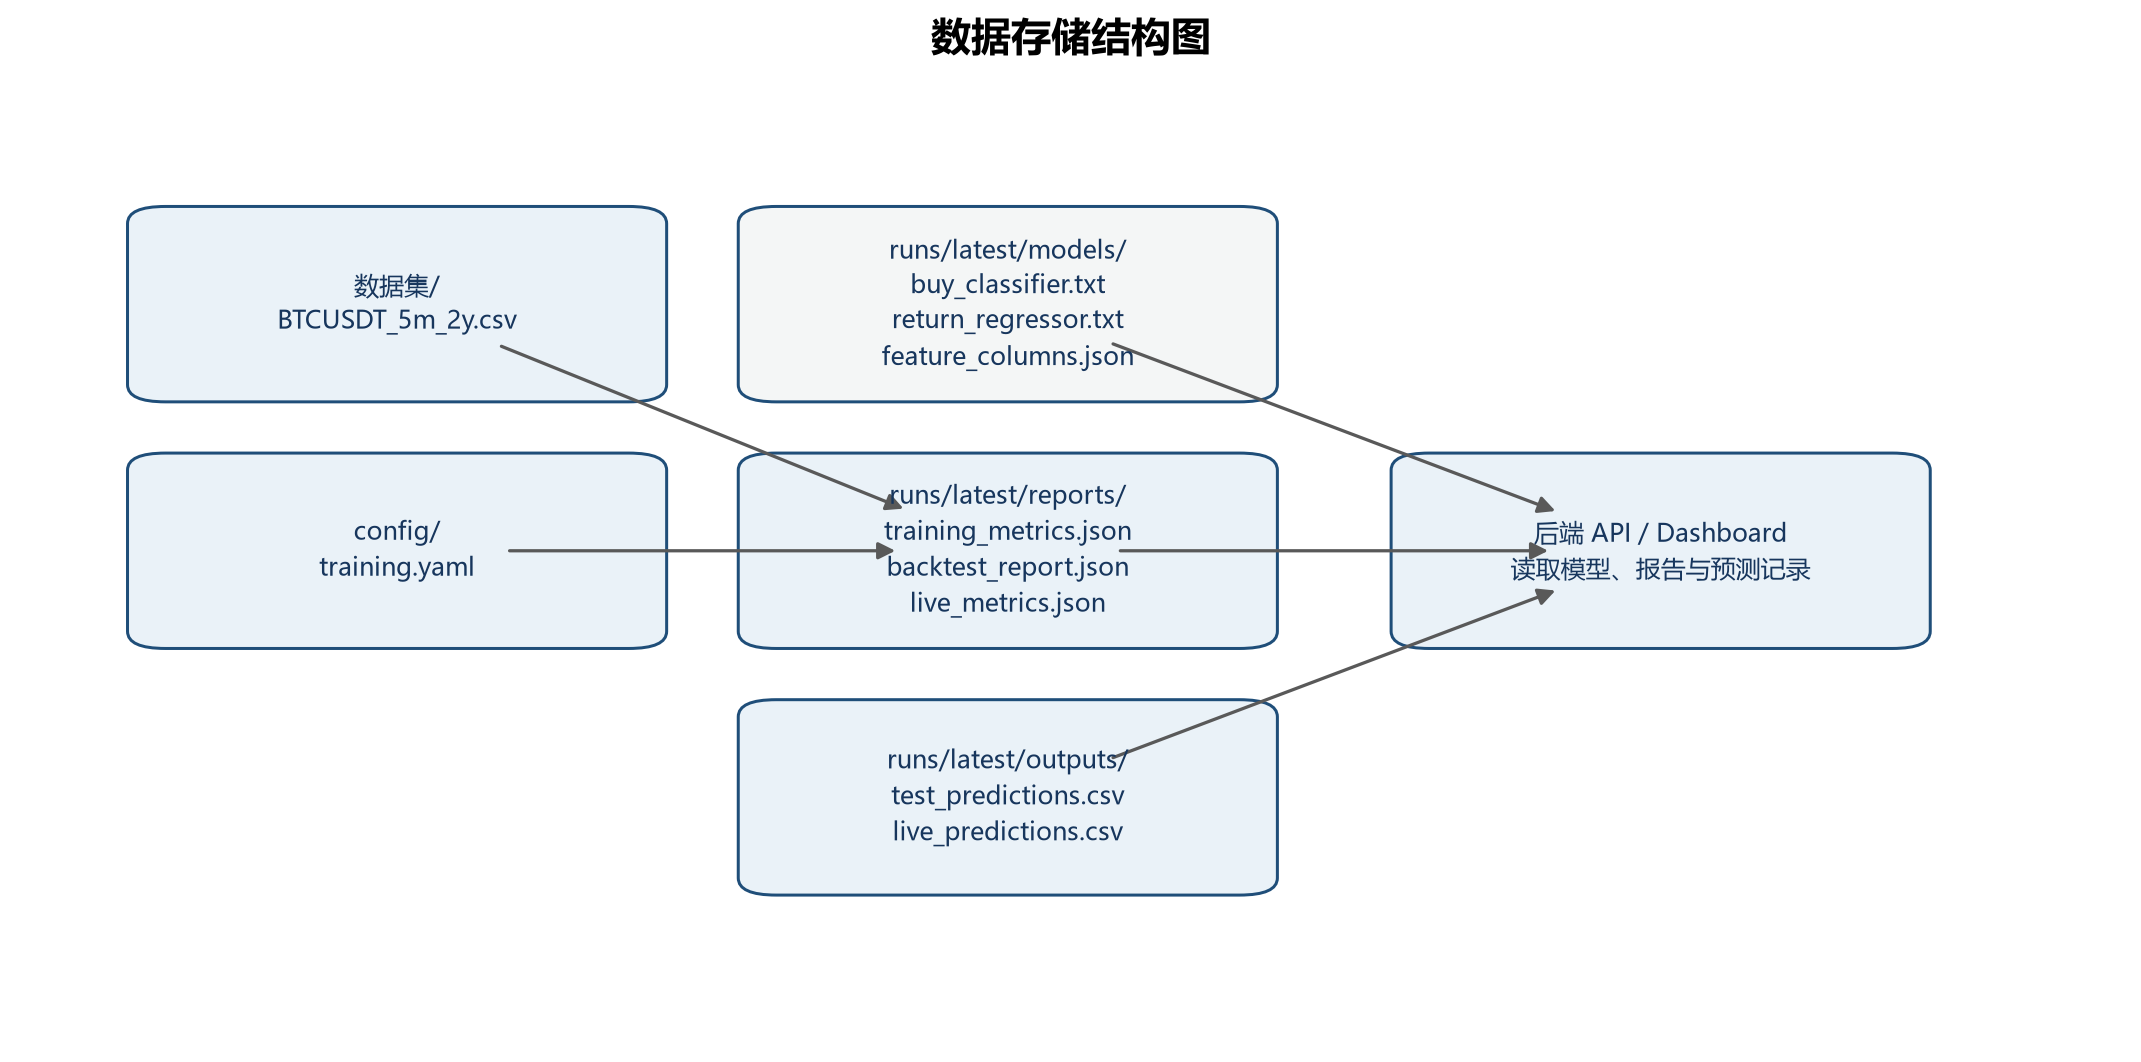 数据存储结构图
数据集/
BTCUSDT_5m_2y.csv
runs/latest/models/
buy_classifier.txt
return_regressor.txt
feature_columns.json
config/
training.yaml
runs/latest/reports/
training_metrics.json
backtest_report.json
live_metrics.json
后端 API / Dashboard
读取模型、报告与预测记录
runs/latest/outputs/
test_predictions.csv
live_predictions.csv